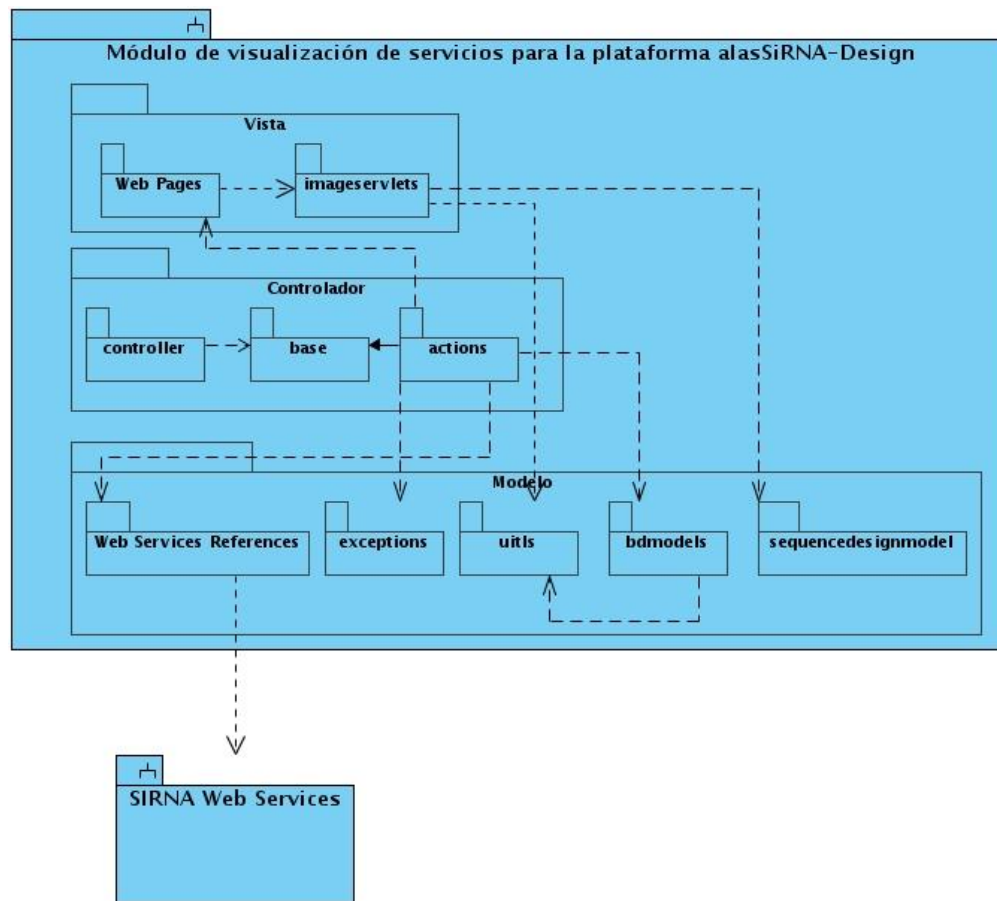 Módulo de visualización de servicios para la plataforma alasSiRNA-Design
Vista
Web Pages
imageservlets
Controlador
controller
base
actions
Modelo
Web Services References
exceptions
uitls
bdmodels
sequencedesignmodel
SIRNA Web Services